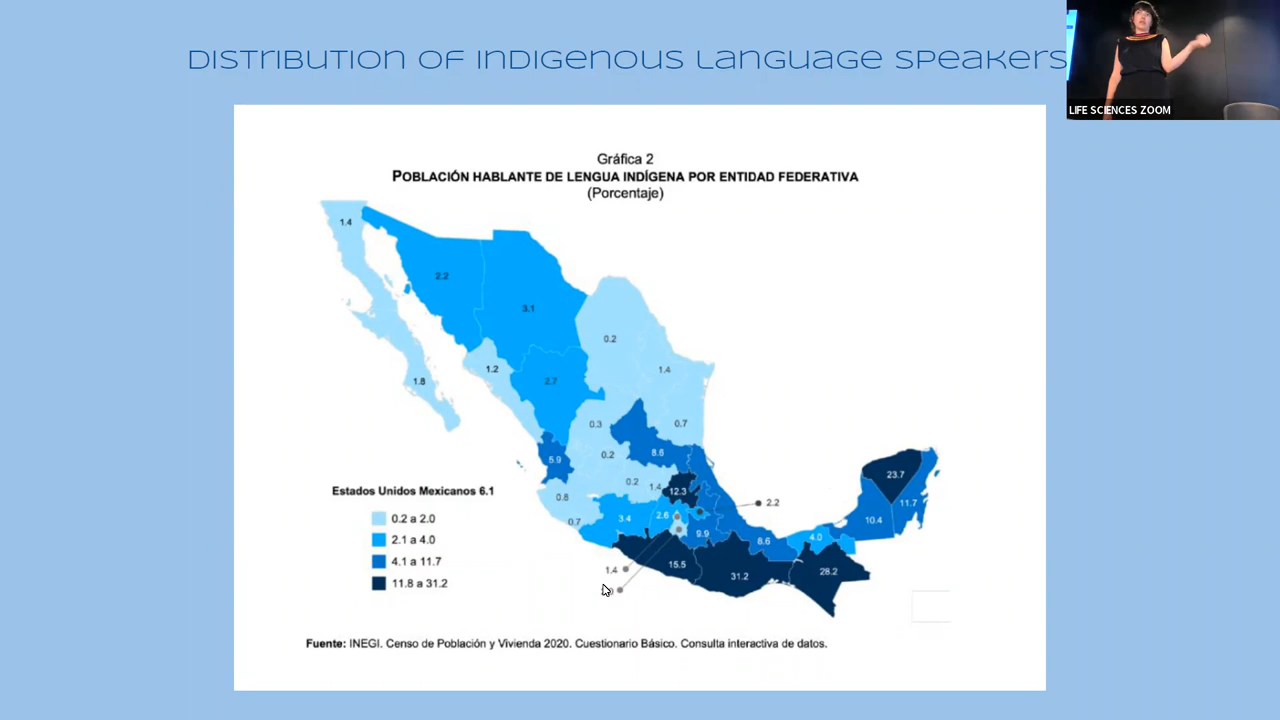 DISTRIBUTION OF INDIGENOUS LANGUAGE SPEAKERS
LIFE SCIENCES ZOOM
Gráfica 2
POBLACIÓN HABLANTE DE LENGUA INDÍGENA POR ENTIDAD FEDERATIVA
(Porcentaje)
1.4
2.2
3.1
0.2
1.2
1.4
1.8
2.7
0.3
0.7
5.9
0.2
8.6
23.7
0.2
1.4
12.3
Estados Unidos Mexicanos 6.1
0.8
2.2
11.7
0.2 a 2.0
0.7
3.4
2.6
10.4
2.1 a 4.0
9.9
8.6
4.0
4.1 a 11.7
1.4
15.5
31.2
28.2
11.8 a 31.2
Fuente: INEGI. Censo de Población y Vivienda 2020. Cuestionario Básico. Consulta interactiva de datos.